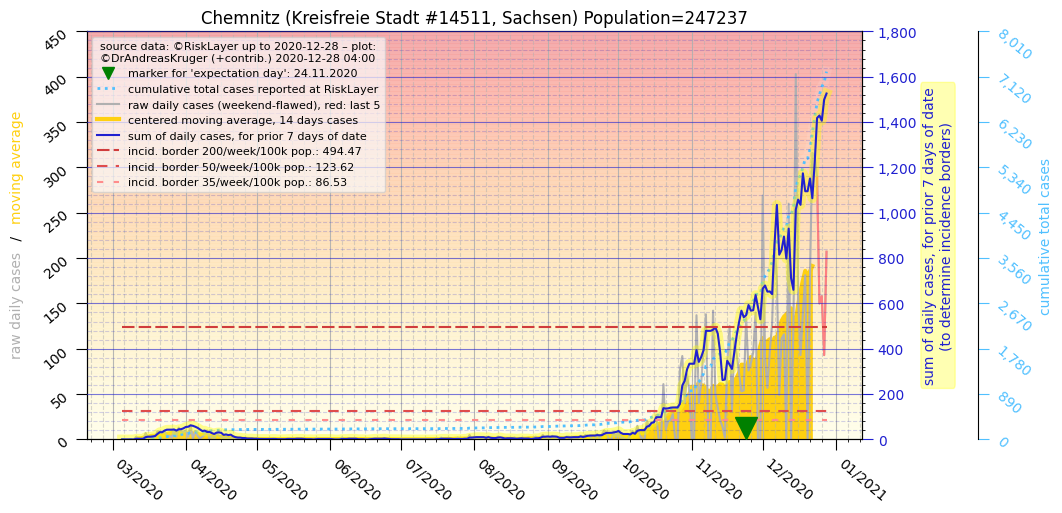 Chemnitz (Kreisfreie Stadt #14511, Sachsen) Population=247237
source data: ©RiskLayer up to 2020-12-28 – plot:
©DrAndreasKruger (+contrib.) 2020-12-28 04:00
marker for 'expectation day': 24.11.2020
cumulative total cases reported at RiskLayer
raw daily cases (weekend-flawed), red: last 5
centered moving average, 14 days cases
sum of daily cases, for prior 7 days of date
incid. border 200/week/100k pop.: 494.47
incid. border 50/week/100k pop.: 123.62
incid. border 35/week/100k pop.: 86.53
raw daily cases / moving average
450
400
350
300
250
200
150
100
50
0
1,800
1,600
1,400
1,200
1,000
800
600
400
200
0
sum of daily cases, for prior 7 days of date
(to determine incidence borders)
8,010
7,120
6,230
5,340
4,450
3,560
2,670
1,780
890
0
cumulative total cases
03/2020
04/2020
05/2020
06/2020
07/2020
08/2020
09/2020
10/2020
11/2020
12/2020
01/2021